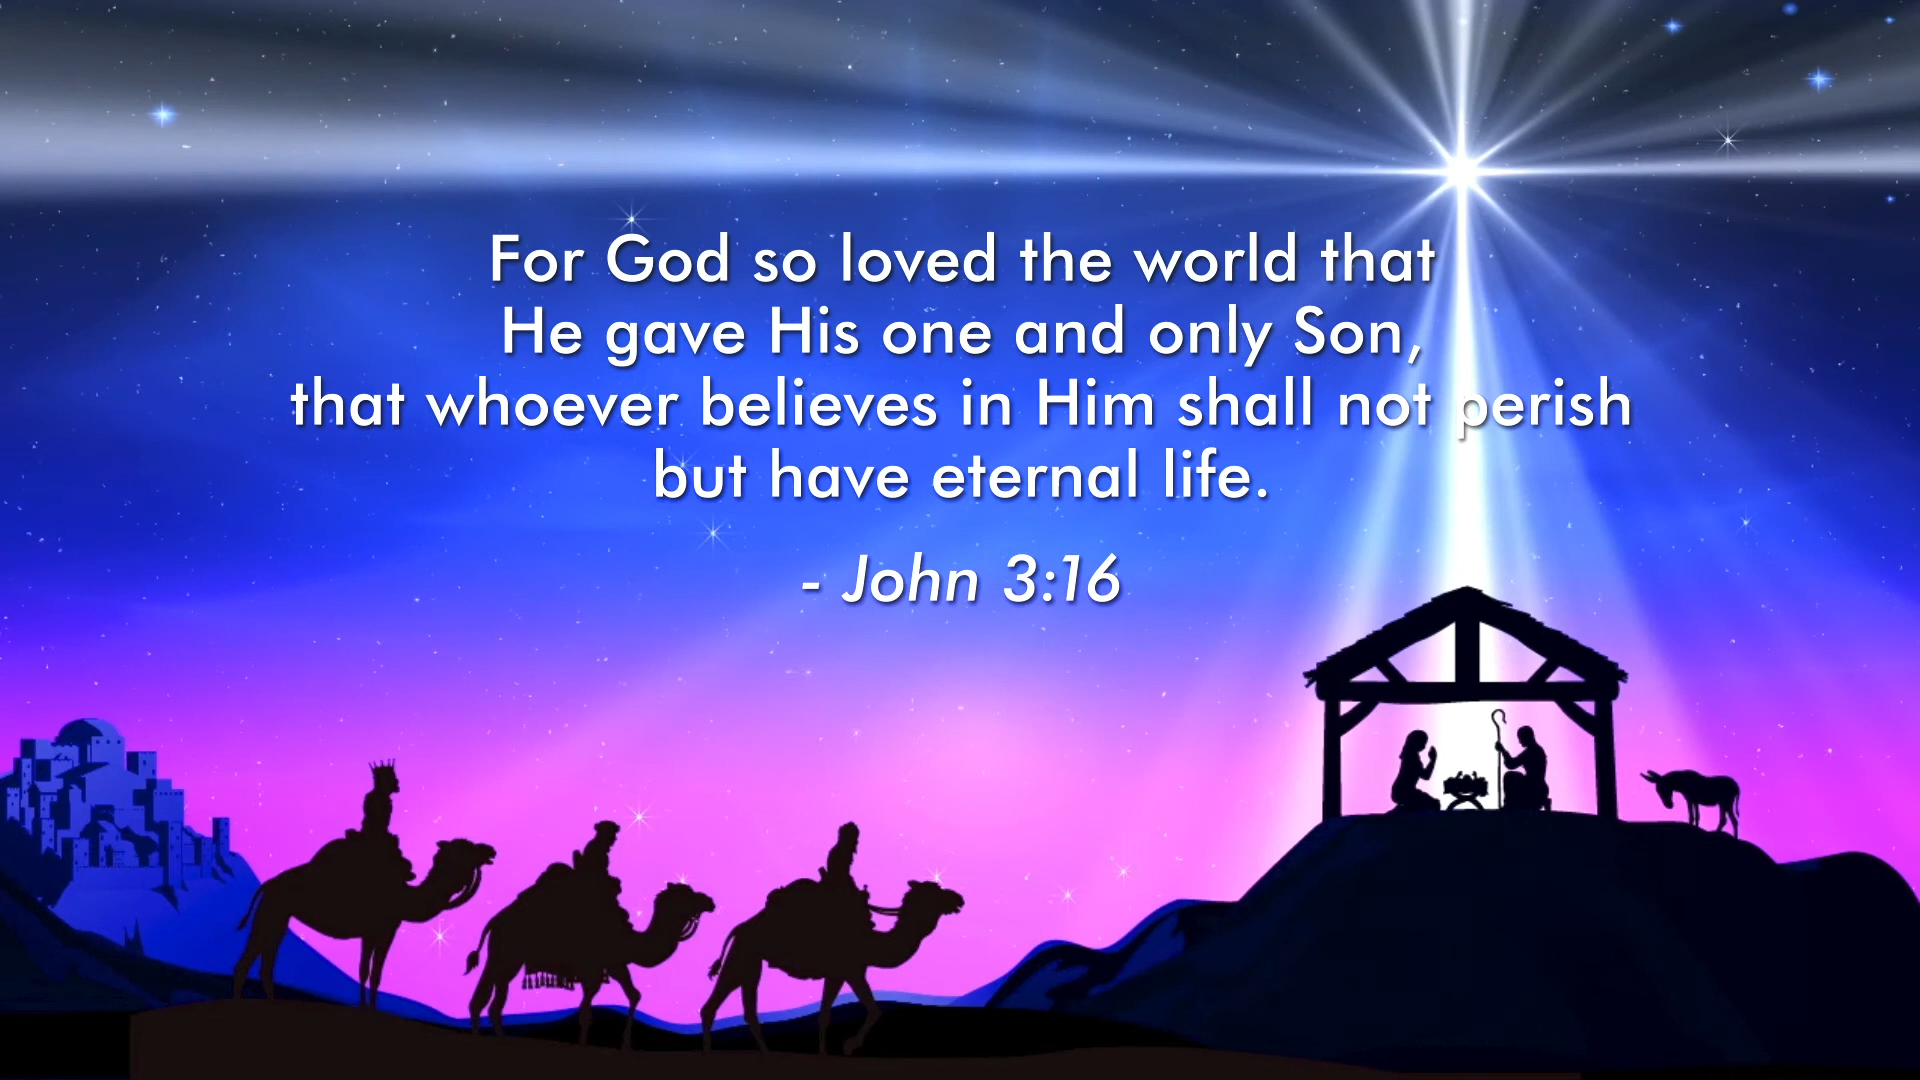 For God so loved the world that
He gave His one and only Son,
that whoever believes in Him shall not perish
but have eternal life.
- John 3:16